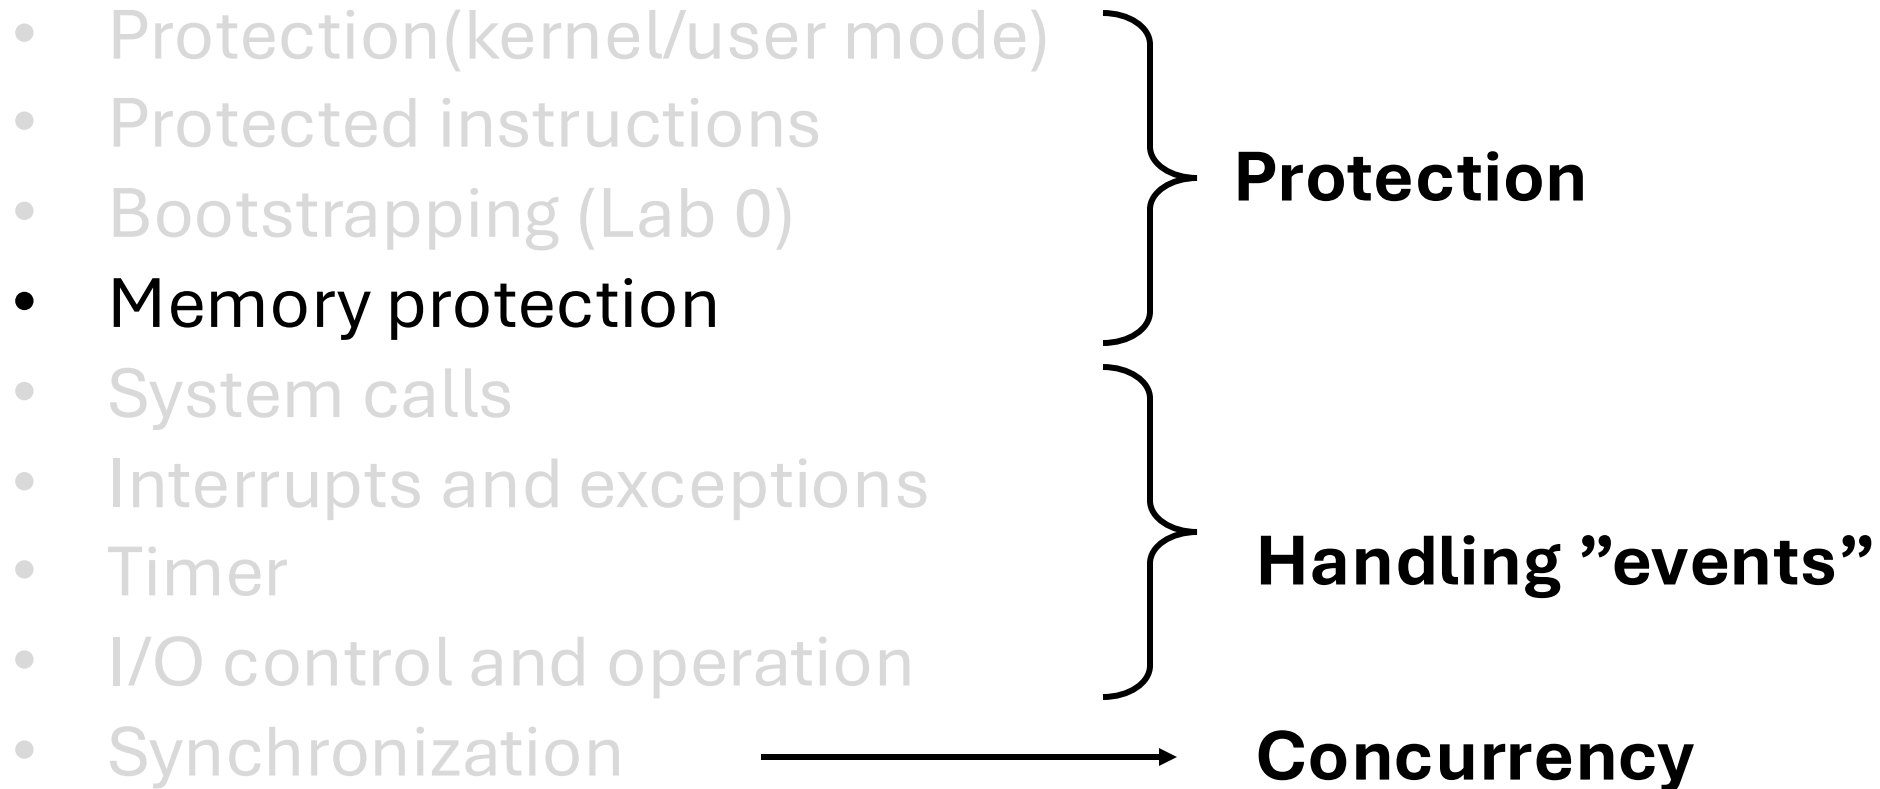 • Protection(kernel/user mode)
• Protected instructions
Protection
• Bootstrapping (Lab 0)
• Memory protection
• System calls
• Interrupts and exceptions
• Timer
Handling ”events”
• I/O control and operation
• Synchronization
Concurrency